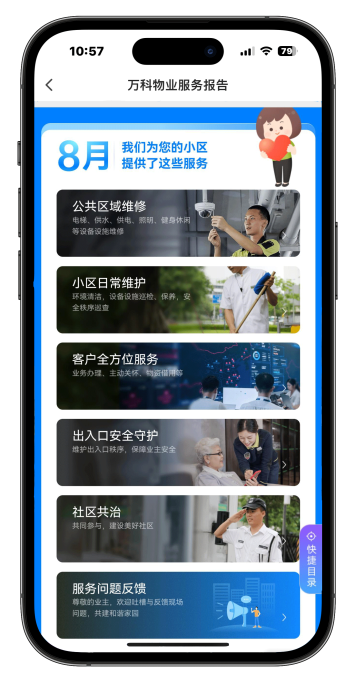 10:57
79
万科物业服务报告
8月
我们为您的小区
提供了这些服务
公共区域维修
电梯、供水、供电、照明、健身休闲
等设备设施维修
小区日常维护
环境清洁、设备设施巡检、保养，安
全秩序巡查
客户全方位服务
业务办理、主动关怀、物资借用等
出入口安全守护
维护出入口秩序，保障业主安全
社区共治
共同参与，建设美好社区
快捷目录
服务问题反馈
尊敬的业主，欢迎吐槽与反馈现场
问题，共建和谐家园